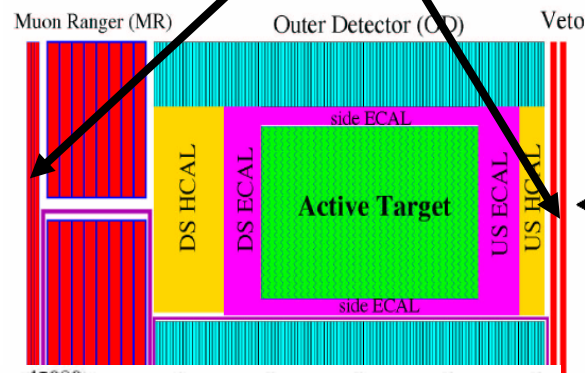 Muon Ranger (MR) Outer Detector (OD) Veto
side ECAL
DS HCAL
DS ECAL
Active Target
US ECAL
US HCAL
side ECAL